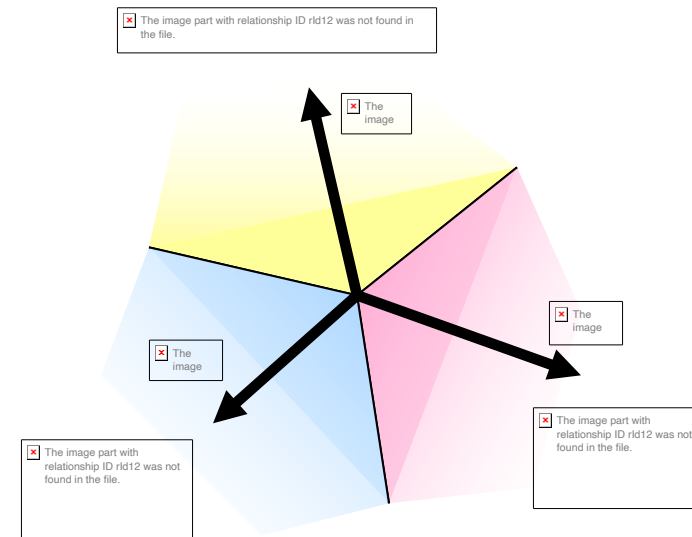 The image part with relationship ID rId12 was not found in
the file.
The
image
The
image
The
image
The image part with
relationship ID rId12 was not
found in the file.
The image part with
relationship ID rId12 was not
found in the file.